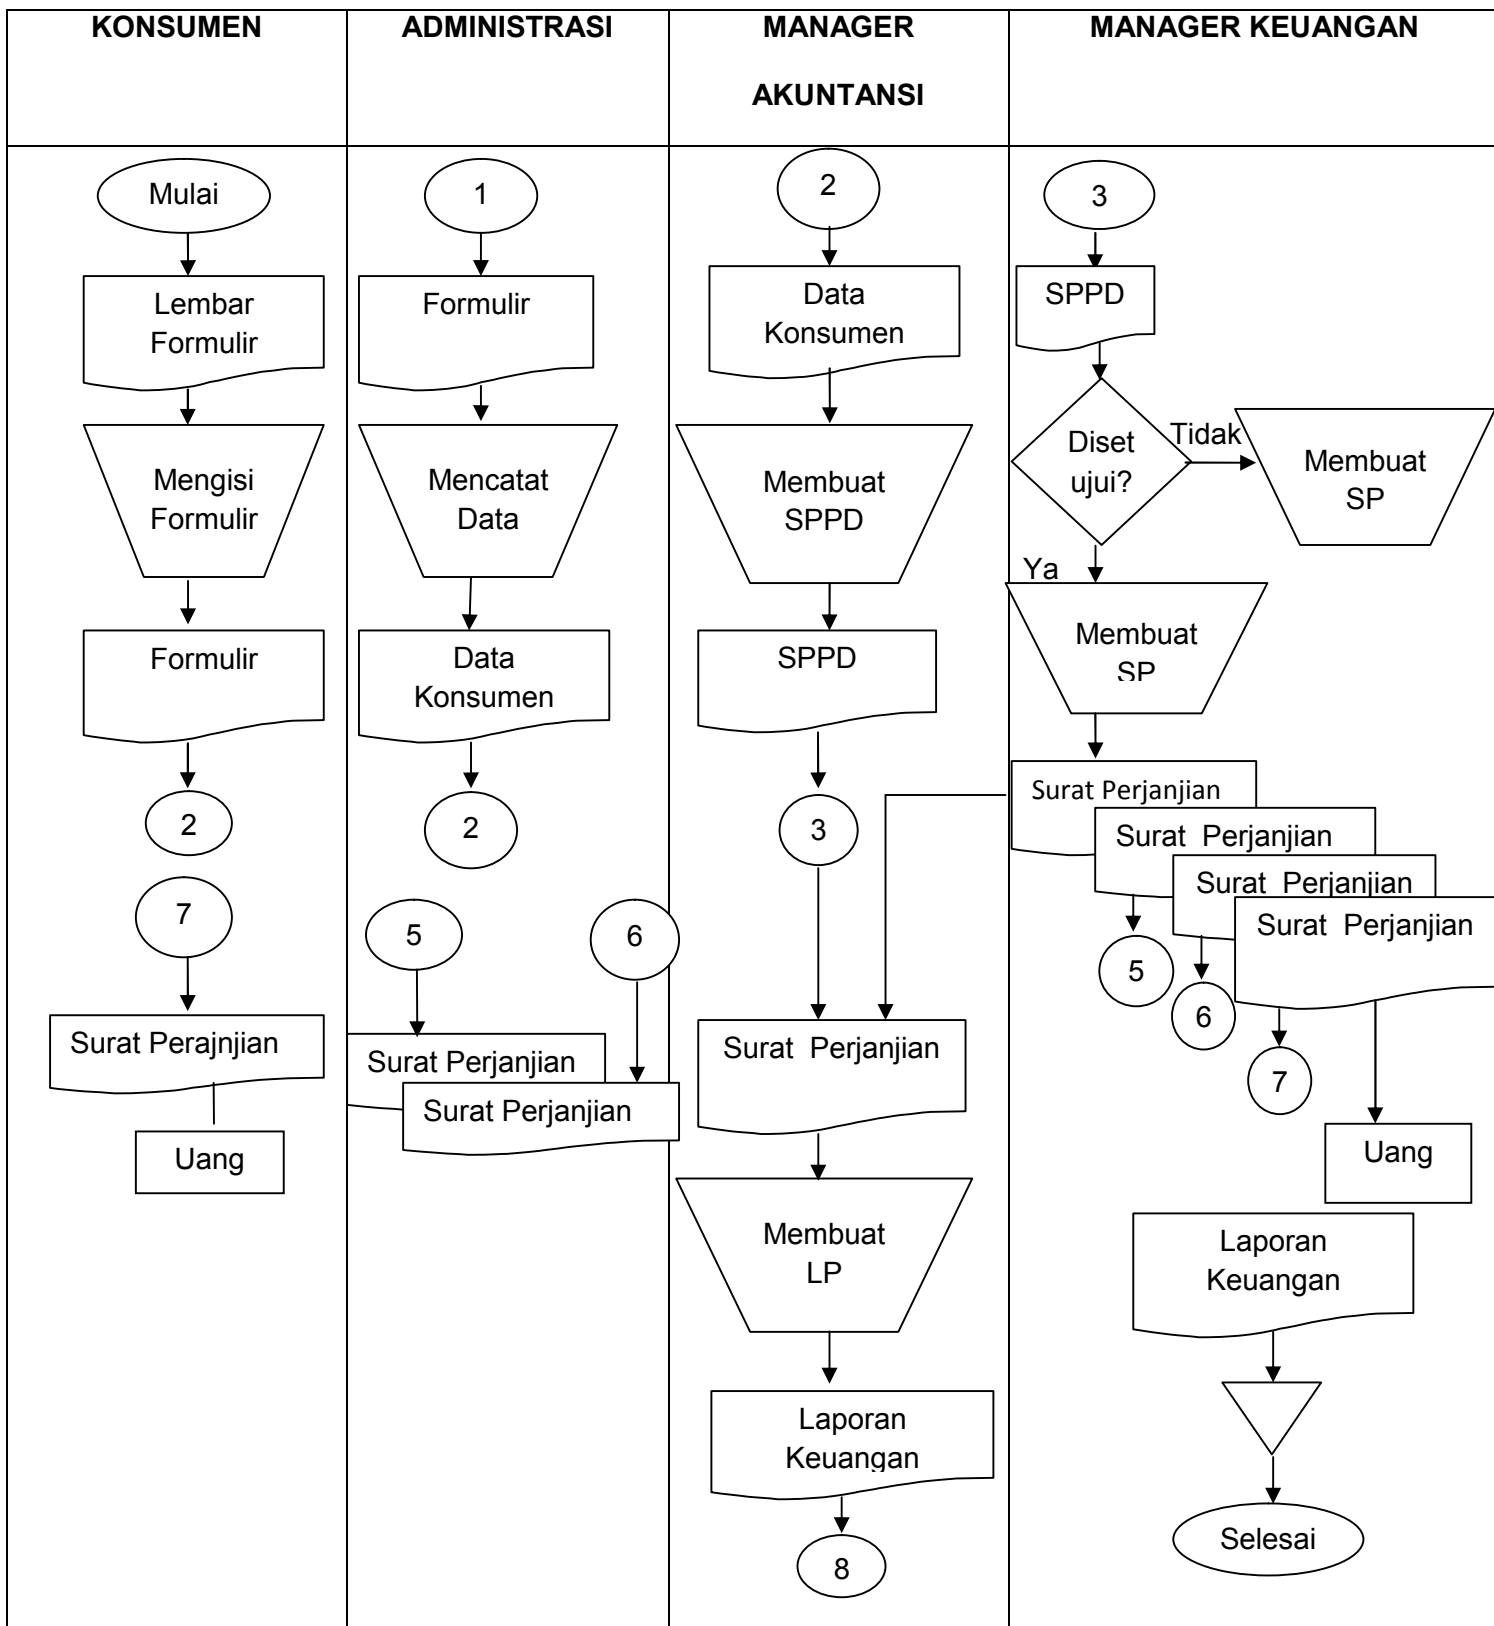 KONSUMEN
ADMINISTRASI
MANAGER
AKUNTANSI
MANAGER KEUANGAN
Mulai
Lembar
Formulir
Mengisi
Formulir
Formulir
2
7
Surat Perajnjian
Uang
1
Formulir
Mencatat
Data
Data
Konsumen
2
5
6
Surat Perjanjian
Surat Perjanjian
2
Data
Konsumen
Membuat
SPPD
SPPD
3
Surat Perjanjian
Membuat
LP
Laporan
Keuangan
8
3
SPPD
Diset
ujui?
Tidak
Membuat
SP
Ya
Membuat
SP
Surat Perjanjian
Surat Perjanjian
Surat Perjanjian
Surat Perjanjian
5
6
7
Uang
Laporan
Keuangan
Selesai